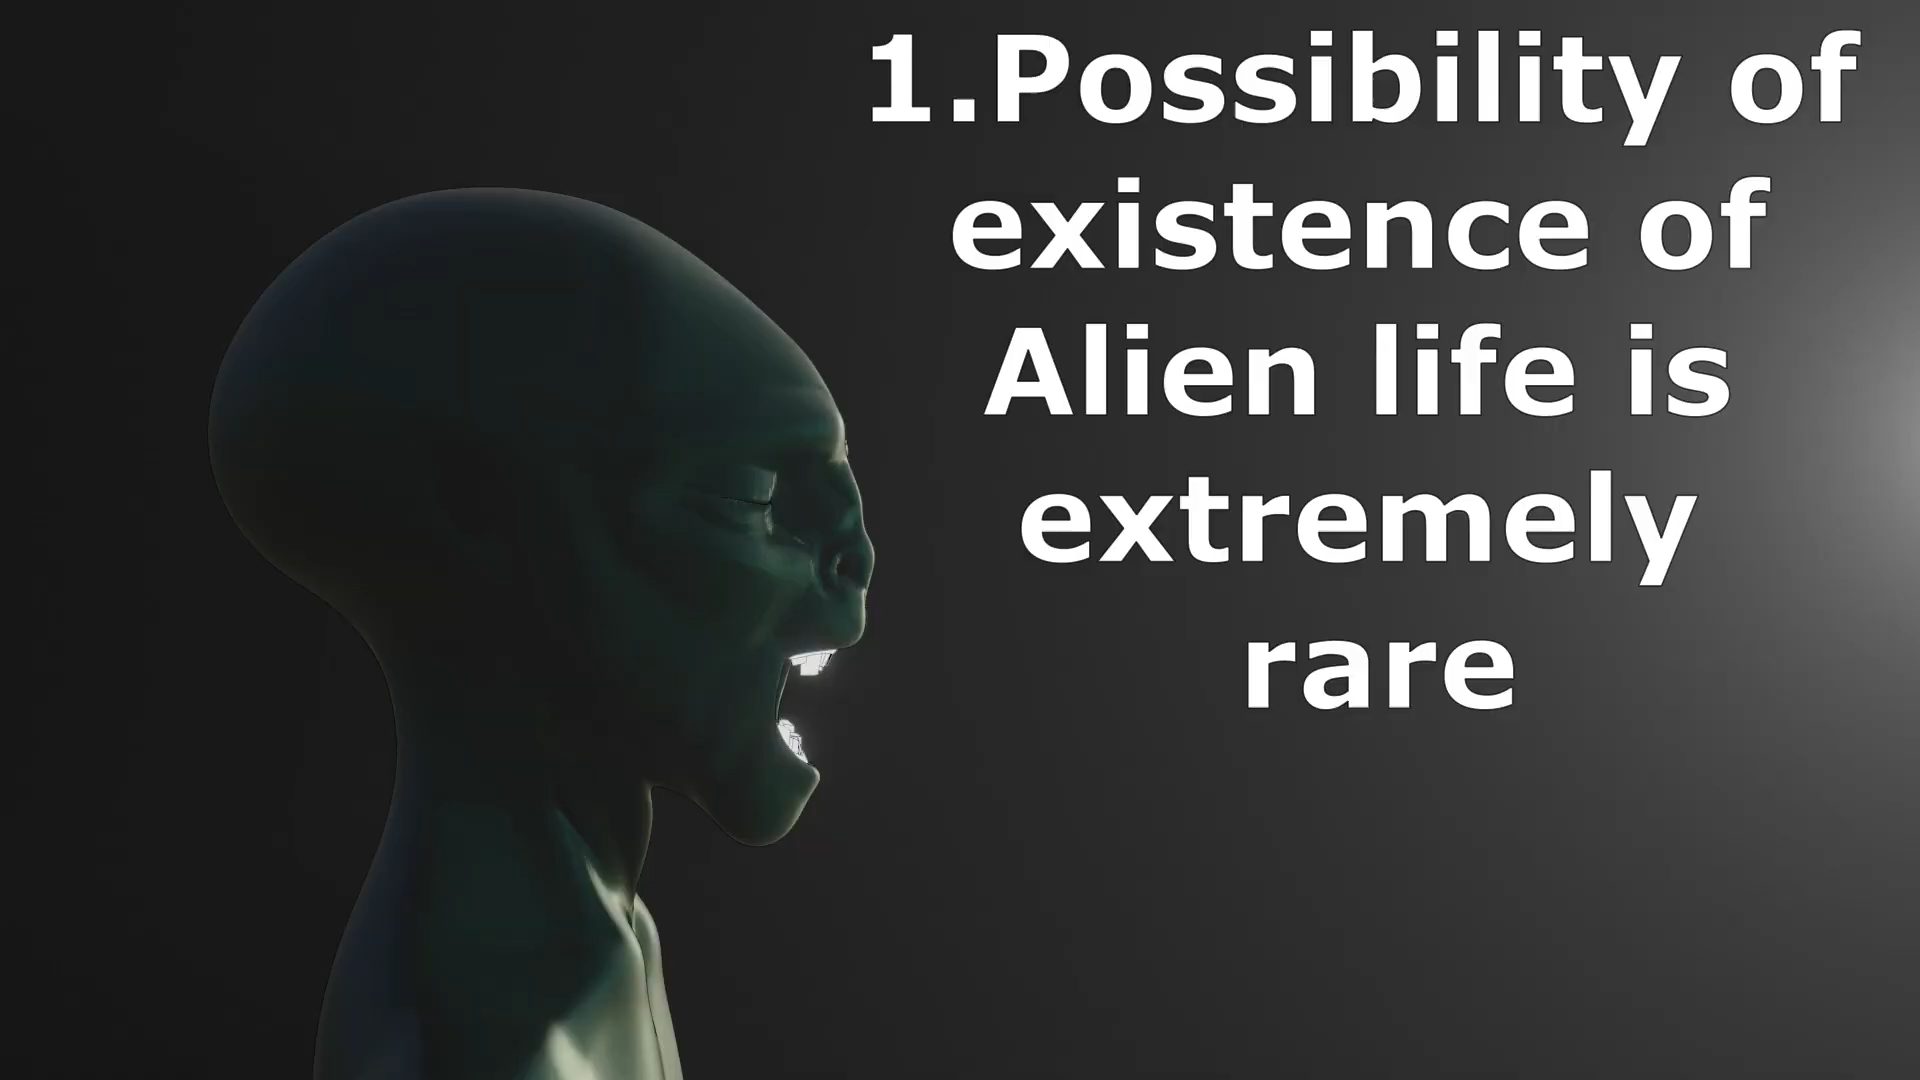 1.Possibility of
existence of
Alien life is
extremely
rare